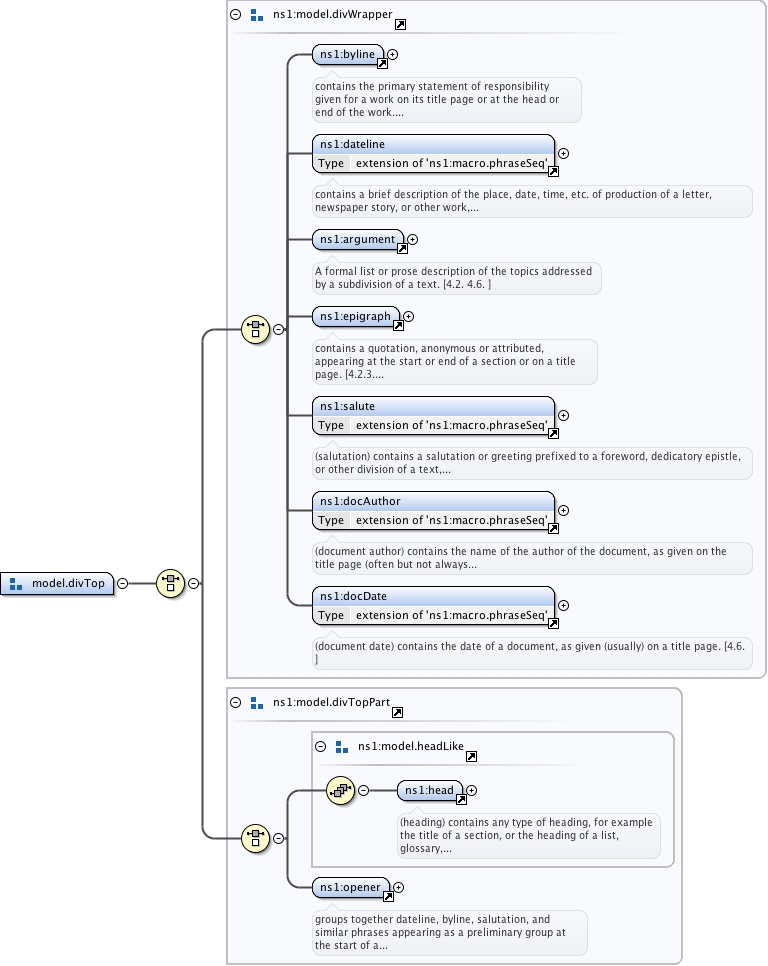 ns1:model.divWrapper
ns1:byline
contains the primary statement of responsibility
given for a work on its title page or at the head or
end of the work....
ns1:dateline
Type extension of 'ns1:macro.phraseSeq'
contains a brief description of the place, date, time, etc. of production of a letter,
newspaper story, or other work,...
ns1:argument
A formal list or prose description of the topics addressed
by a subdivision of a text. [4.2. 4.6. ]
ns1:epigraph
contains a quotation, anonymous or attributed,
appearing at the start or end of a section or on a title
page. [4.2.3....
ns1:salute
Type extension of 'ns1:macro.phraseSeq'
(salutation) contains a salutation or greeting prefixed to a foreword, dedicatory epistle,
or other division of a text,...
ns1:docAuthor
Type extension of 'ns1:macro.phraseSeq'
(document author) contains the name of the author of the document, as given on the
title page (often but not always...
model.divTop
ns1:docDate
Type extension of 'ns1:macro.phraseSeq'
(document date) contains the date of a document, as given (usually) on a title page. [4.6.
]
ns1:model.divTopPart
ns1:model.headLike
ns1:head
(heading) contains any type of heading, for example
the title of a section, or the heading of a list,
glossary,...
ns1:opener
groups together dateline, byline, salutation, and
similar phrases appearing as a preliminary group at
the start of a...